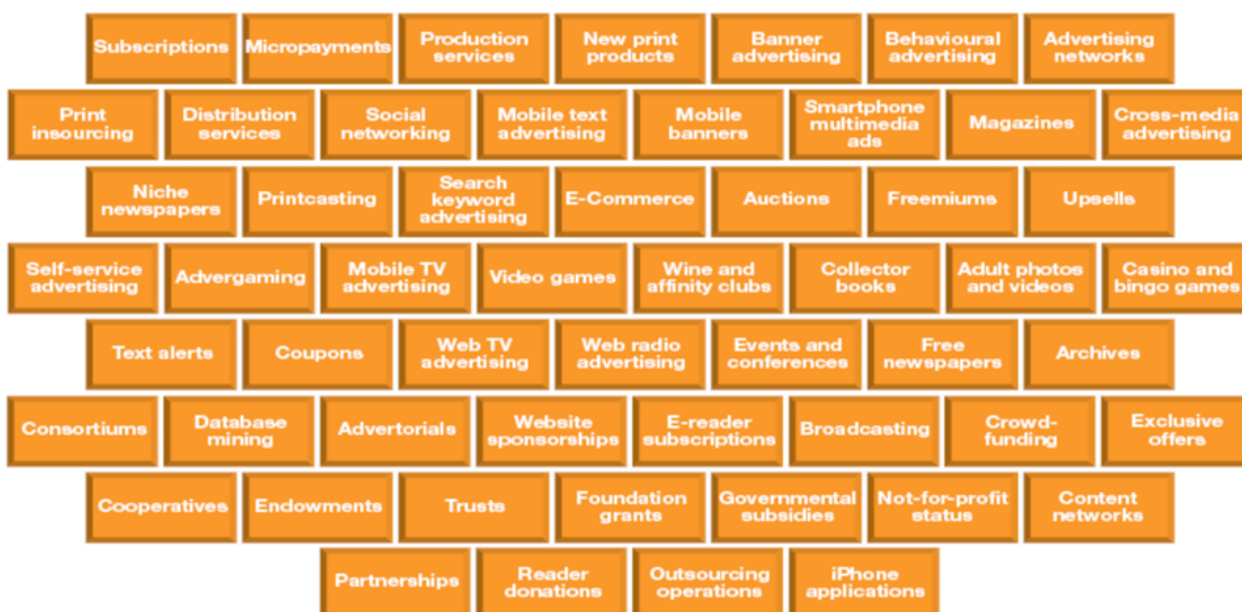 Subscriptions
Micropayments
Production
services
New print
products
Banner
advertising
Behavioural
advertising
Advertising
networks
Print
insourcing
Distribution
services
Social
networking
Mobile text
advertising
Mobile
banners
Smartphone
multimedia
ads
Magazines
Cross-media
advertising
Niche
newspapers
Printcasting
Search
keyword
advertising
E-Commerce
Auctions
Freemiums
Upsells
Self-service
advertising
Advergaming
Mobile TV
advertising
Video games
Wine and
affinity clubs
Collector
books
Adult photos
and videos
Casino and
bingo games
Text alerts
Coupons
Web TV
advertising
Web radio
advertising
Events and
conferences
Free
newspapers
Archives
Consortiums
Database
mining
Advertorials
Website
sponsorships
E-reader
subscriptions
Broadcasting
Crowd-
funding
Exclusive
offers
Cooperatives
Endowments
Trusts
Foundation
grants
Governmental
subsidies
Not-for-profit
status
Content
networks
Partnerships
Reader
donations
Outsourcing
operations
iPhone
applications